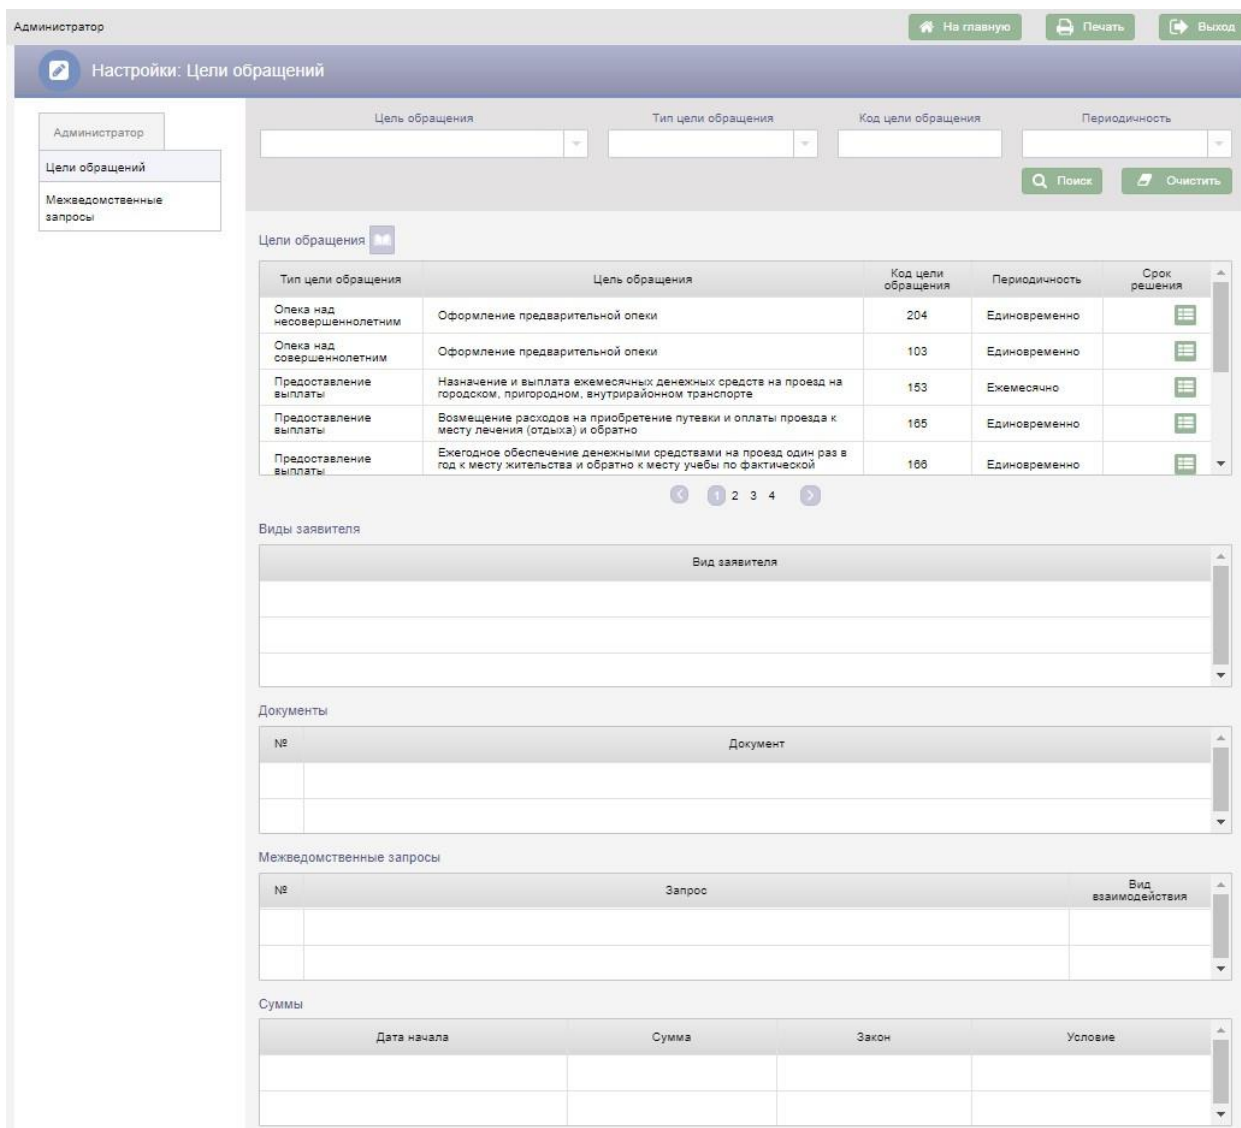 Администратор
На главную
Печать
Выход
Настройки: Цели обращений
Администратор
Цели обращений
Межведомственные
запросы
Цель обращения
Тип цели обращения
Код цели обращения
Периодичность
Поиск
Очистить
Цели обращения
Тип цели обращения
Цель обращения
Код цели
обращения
Периодичность
Срок
решения
Опека над
несовершеннолетним
Оформление предварительной опеки
204
Единовременно
Опека над
совершеннолетним
Оформление предварительной опеки
103
Единовременно
Предоставление
выплаты
Назначение и выплата ежемесячных денежных средств на проезд на
городском, пригородном, внутрирайонном транспорте
153
Ежемесячно
Предоставление
выплаты
Возмещение расходов на приобретение путевки и оплаты проезда к
месту лечения (отдыха) и обратно
165
Единовременно
Предоставление
выплаты
Ежегодное обеспечение денежными средствами на проезд один раз в
год к месту жительства и обратно к месту учебы по фактической
166
Единовременно
1 2 3 4
Виды заявителя
Вид заявителя
Документы
№
Документ
Межведомственные запросы
№
Запрос
Вид
взаимодействия
Суммы
Дата начала
Сумма
Закон
Условие